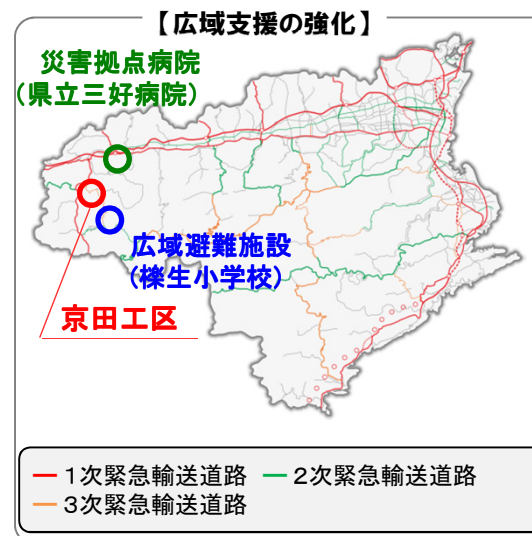 【広域支援の強化】
災害拠点病院
(県立三好病院)
広域避難施設
(櫟生小学校)
京田工区
1次緊急輸送道路
2次緊急輸送道路
3次緊急輸送道路